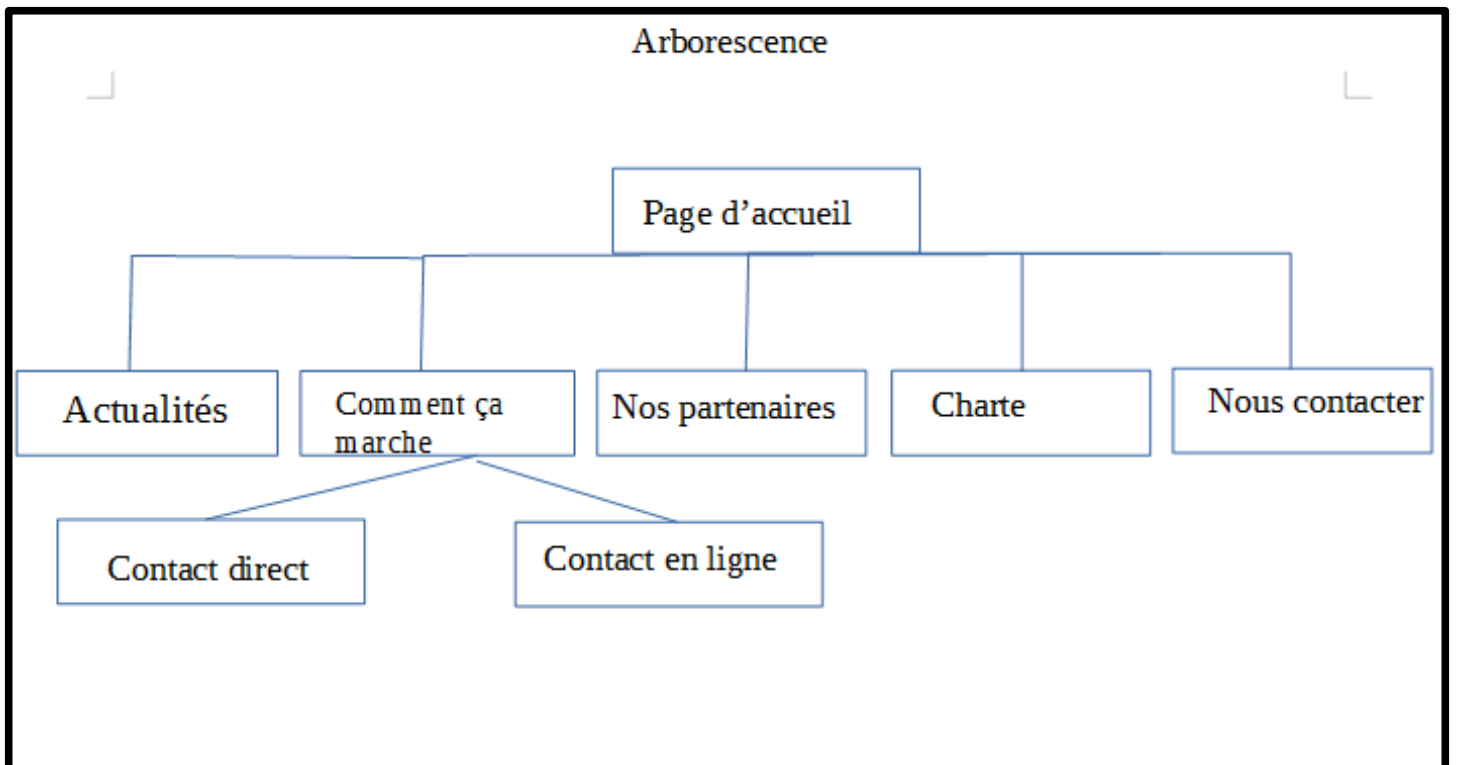 Arborescence
Page d’accueil
Actualités
Comment ça
marche
Nos partenaires
Charte
Nous contacter
Contact direct
Contact en ligne